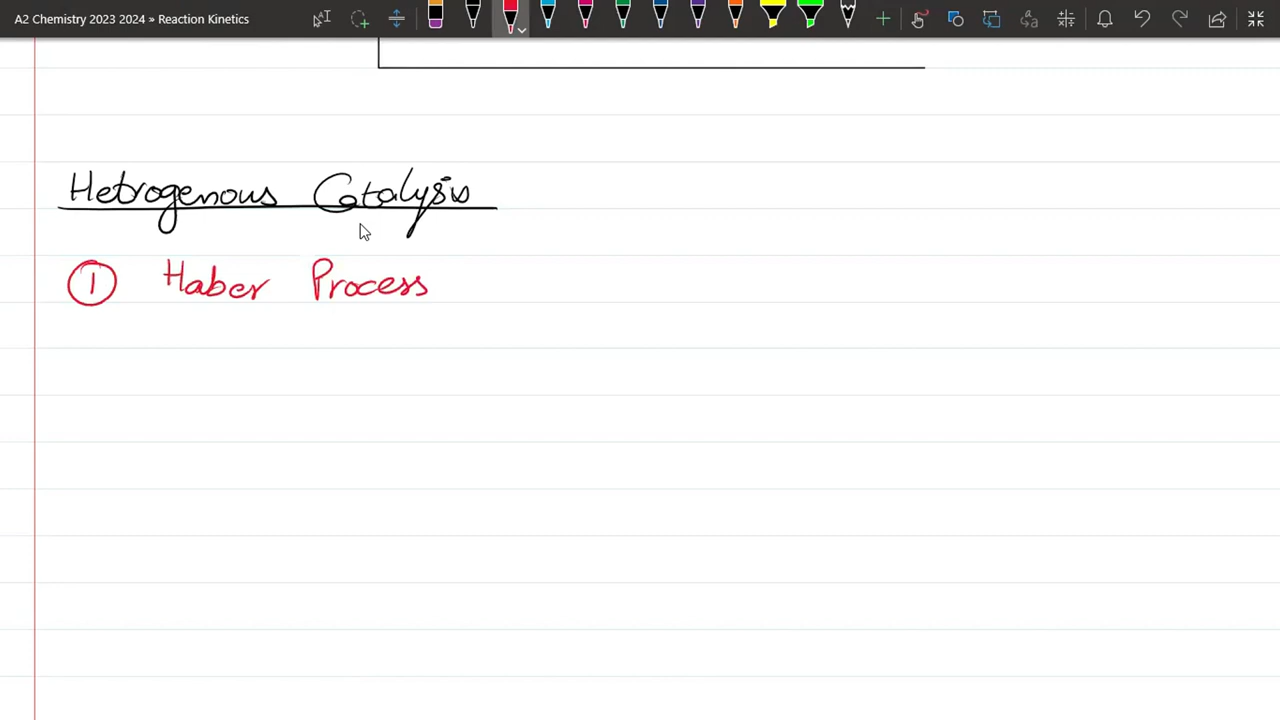 A2 Chemistry 2023 2024 » Reaction Kinetics
Hetrogenous Catalysis
① Haber Process